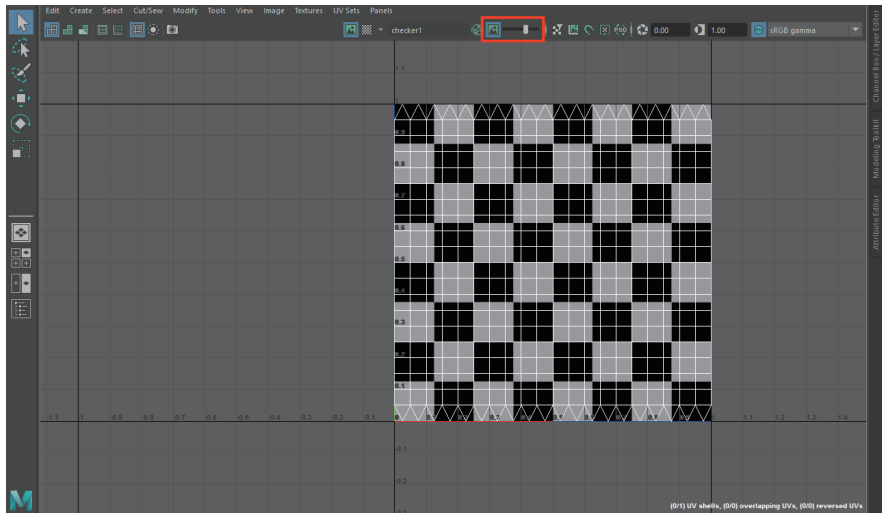 Edit Create Select Cut/Sew Modify Tools View Image Textures UV Sets Panels
checker1 0.00 1.00 sRGB gamma
Channel Box / Layer Editor
Modeling Toolkit
Attribute Editor
1.1
1
0.9
0.8
0.7
0.6
0.5
0.4
0.3
0.2
0.1
-1.1 -1 -0.9 -0.8 -0.7 -0.6 -0.5 -0.4 -0.3 -0.2 -0.1 0 1 1.1 1.2 1.3 1.4
-0.1
-0.2
-0.3
(0/1) UV shells, (0/0) overlapping UVs, (0/0) reversed UVs